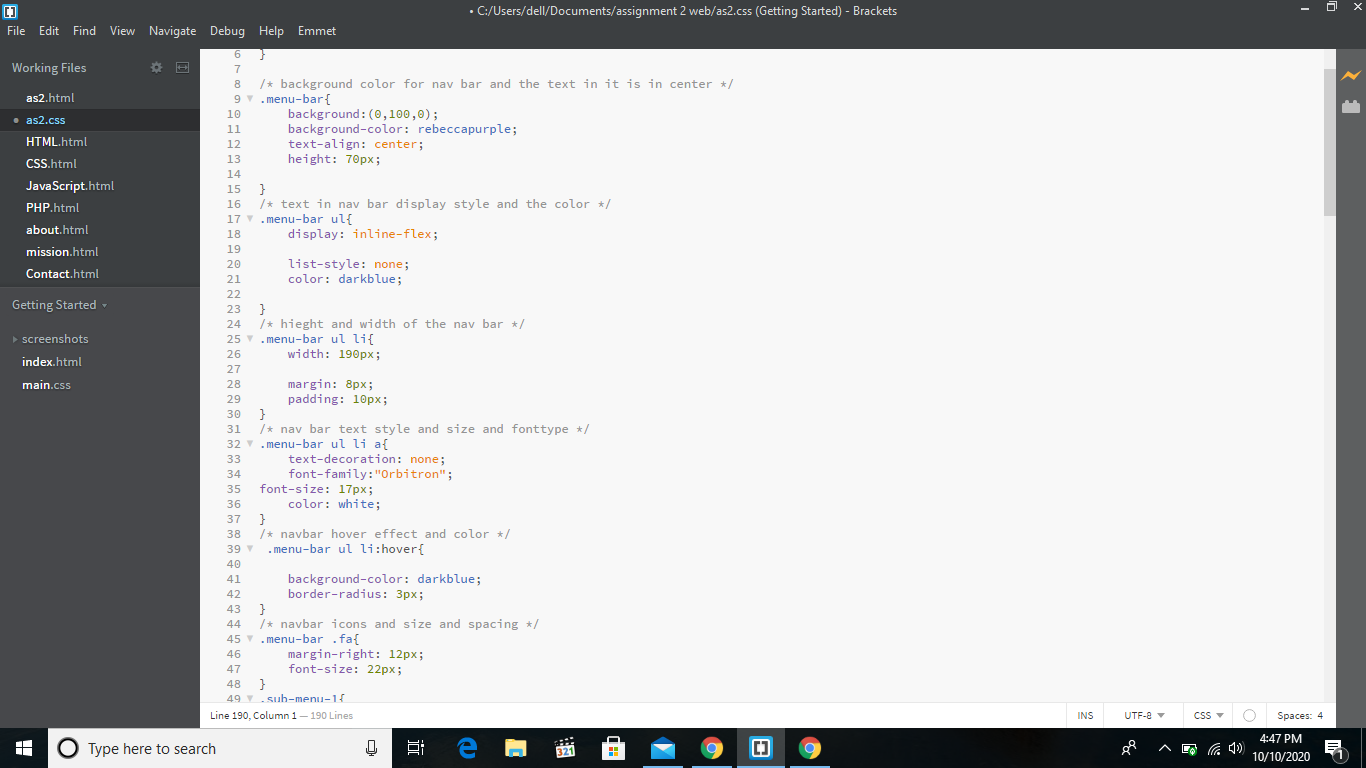 • C:/Users/dell/Documents/assignment 2 web/as2.css (Getting Started) - Brackets
File Edit Find View Navigate Debug Help Emmet
Working Files
as2.html
as2.css
HTML.html
CSS.html
JavaScript.html
PHP.html
about.html
mission.html
Contact.html
Getting Started
screenshots
index.html
main.css
6 }
7
8 /* background color for nav bar and the text in it is in center */
9 .menu-bar{
10 background:(0,100,0);
11 background-color: rebeccapurple;
12 text-align: center;
13 height: 70px;
14
15 }
16 /* text in nav bar display style and the color */
17 .menu-bar ul{
18 display: inline-flex;
19
20 list-style: none;
21 color: darkblue;
22
23 }
24 /* hieght and width of the nav bar */
25 .menu-bar ul li{
26 width: 190px;
27
28 margin: 8px;
29 padding: 10px;
30 }
31 /* nav bar text style and size and fonttype */
32 .menu-bar ul li a{
33 text-decoration: none;
34 font-family:"Orbitron";
35 font-size: 17px;
36 color: white;
37 }
38 /* navbar hover effect and color */
39 .menu-bar ul li:hover{
40
41 background-color: darkblue;
42 border-radius: 3px;
43 }
44 /* navbar icons and size and spacing */
45 .menu-bar .fa{
46 margin-right: 12px;
47 font-size: 22px;
48 }
49 .sub-menu-1{
Line 190, Column 1 — 190 Lines
INS UTF-8 CSS Spaces: 4
Type here to search
321
4:47 PM
10/10/2020
1